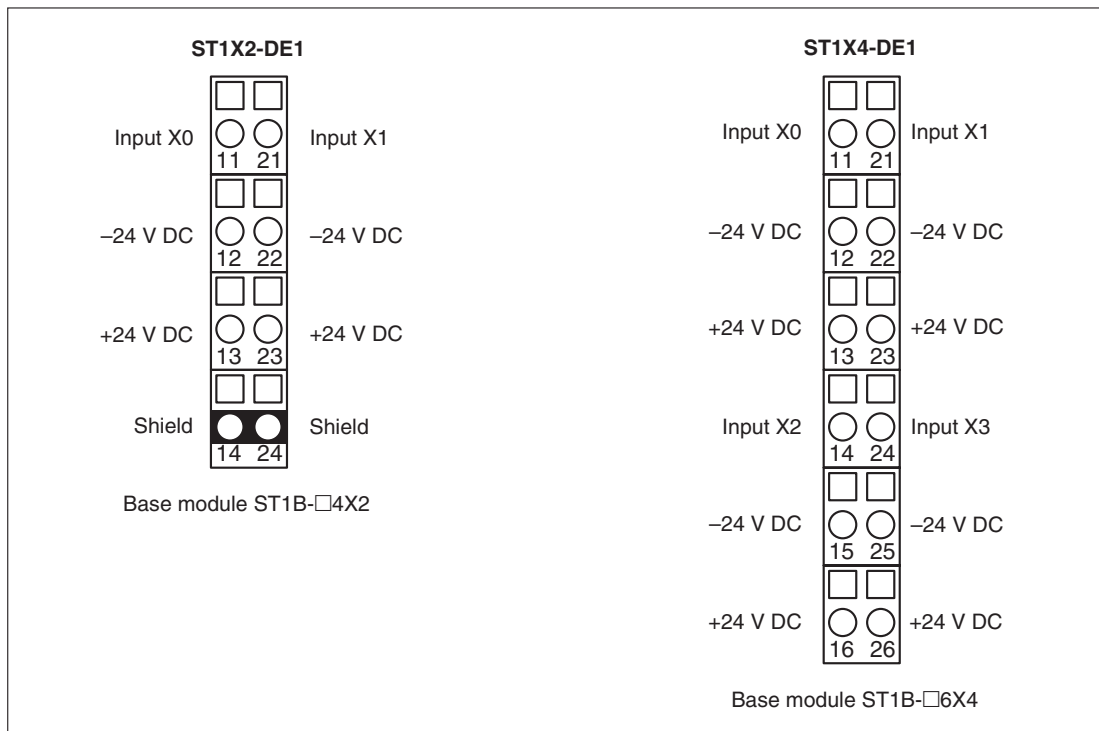 ST1X2-DE1
Input X0 11 21 Input X1
–24 V DC 12 22 –24 V DC
+24 V DC 13 23 +24 V DC
Shield 14 24 Shield
Base module ST1B-□4X2
ST1X4-DE1
Input X0 11 21 Input X1
–24 V DC 12 22 –24 V DC
+24 V DC 13 23 +24 V DC
Input X2 14 24 Input X3
–24 V DC 15 25 –24 V DC
+24 V DC 16 26 +24 V DC
Base module ST1B-□6X4